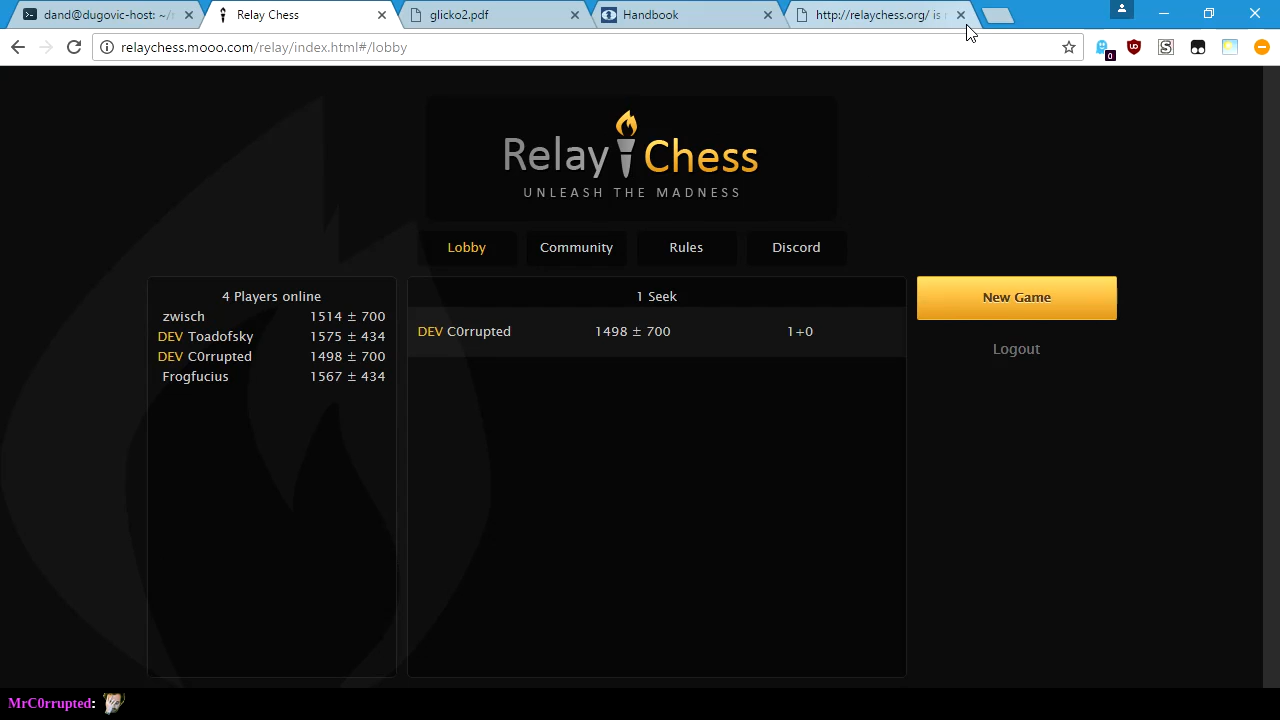 dand@dugovic-host: ~/r
Relay Chess
glicko2.pdf
Handbook
http://relaychess.org/ is
relaychess.mooo.com/relay/index.html#/lobby
0
Relay Chess
UNLEASH THE MADNESS
Lobby
Community
Rules
Discord
4 Players online
zwisch 1514 ± 700
DEV Toadofsky 1575 ± 434
DEV C0rrupted 1498 ± 700
Frogfucius 1567 ± 434
1 Seek
DEV C0rrupted 1498 ± 700 1+0
New Game
Logout
MrC0rrupted: